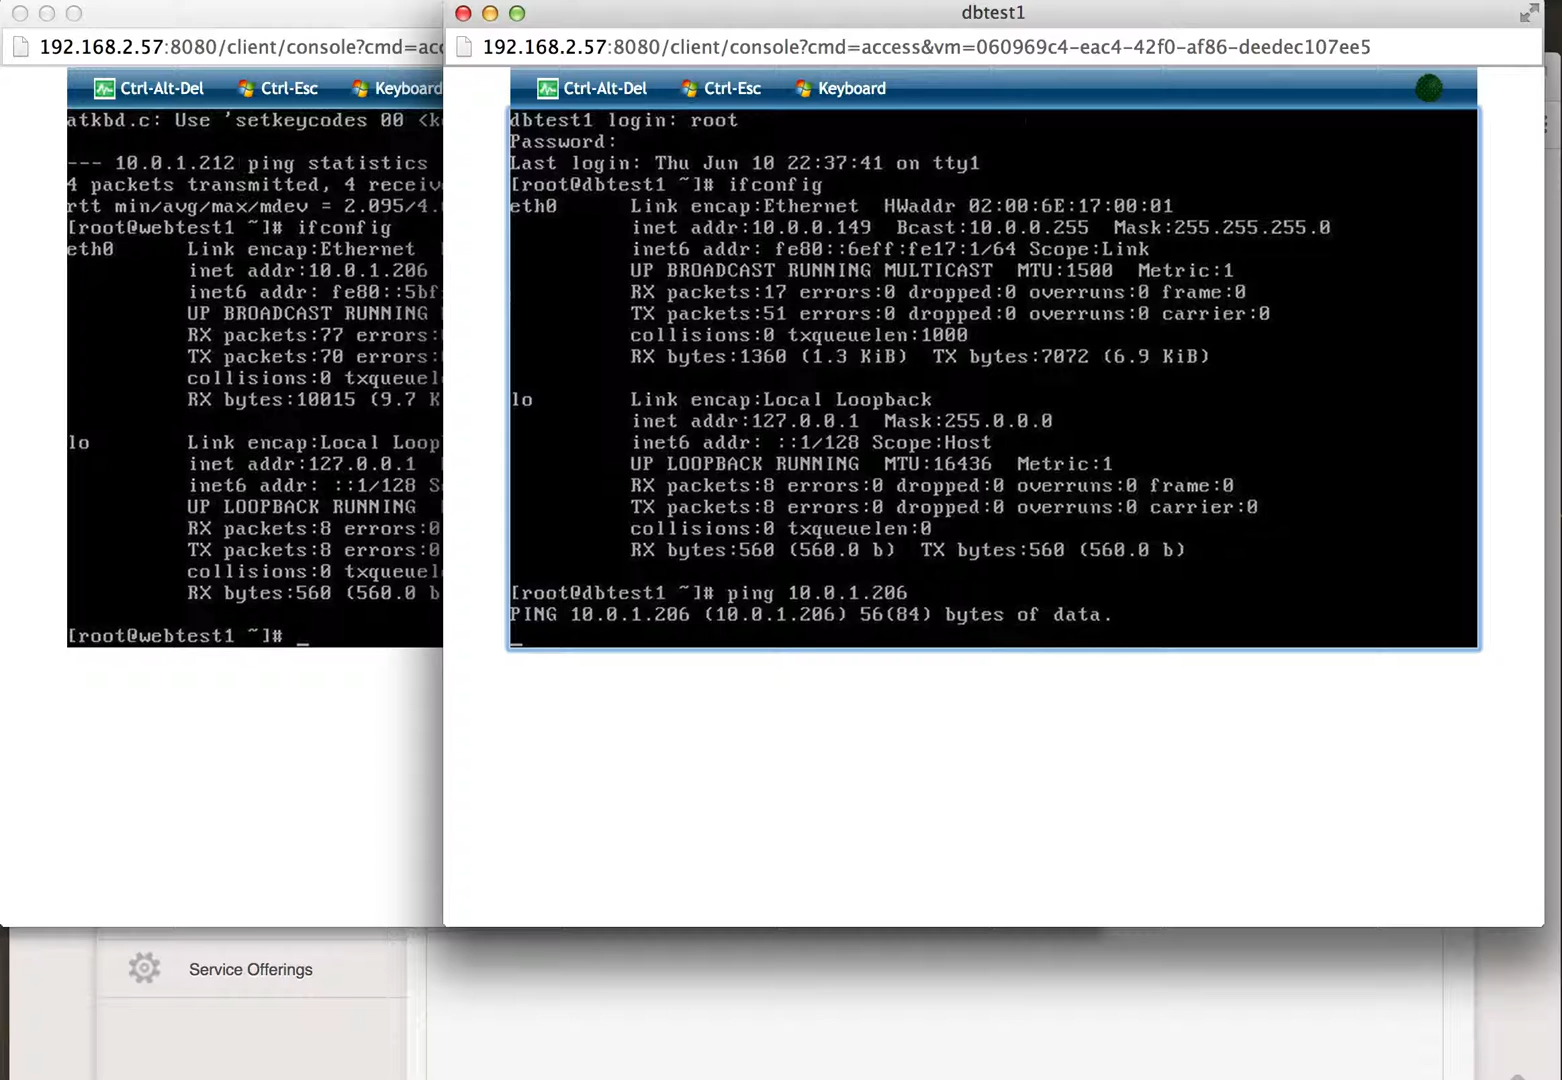 192.168.2.57:8080/client/console?cmd=acc
Ctrl-Alt-Del Ctrl-Esc Keyboard
atkbd.c: Use 'setkeycodes 00 <k
--- 10.0.1.212 ping statistics
4 packets transmitted, 4 receiv
rtt min/avg/max/mdev = 2.095/4.
[root@webtest1 ~]# ifconfig
eth0 Link encap:Ethernet
inet addr:10.0.1.206
inet6 addr: fe80::5bf
UP BROADCAST RUNNING
RX packets:77 errors:
TX packets:70 errors:
collisions:0 txqueuel
RX bytes:10015 (9.7 K
lo Link encap:Local Loop
inet addr:127.0.0.1
inet6 addr: ::1/128 S
UP LOOPBACK RUNNING
RX packets:8 errors:0
TX packets:8 errors:0
collisions:0 txqueuel
RX bytes:560 (560.0 b
[root@webtest1 ~]# _
dbtest1
192.168.2.57:8080/client/console?cmd=access&vm=060969c4-eac4-42f0-af86-deedec107ee5
Ctrl-Alt-Del Ctrl-Esc Keyboard
dbtest1 login: root
Password:
Last login: Thu Jun 10 22:37:41 on tty1
[root@dbtest1 ~]# ifconfig
eth0 Link encap:Ethernet HWaddr 02:00:6E:17:00:01
inet addr:10.0.0.149 Bcast:10.0.0.255 Mask:255.255.255.0
inet6 addr: fe80::6eff:fe17:1/64 Scope:Link
UP BROADCAST RUNNING MULTICAST MTU:1500 Metric:1
RX packets:17 errors:0 dropped:0 overruns:0 frame:0
TX packets:51 errors:0 dropped:0 overruns:0 carrier:0
collisions:0 txqueuelen:1000
RX bytes:1360 (1.3 KiB) TX bytes:7072 (6.9 KiB)
lo Link encap:Local Loopback
inet addr:127.0.0.1 Mask:255.0.0.0
inet6 addr: ::1/128 Scope:Host
UP LOOPBACK RUNNING MTU:16436 Metric:1
RX packets:8 errors:0 dropped:0 overruns:0 frame:0
TX packets:8 errors:0 dropped:0 overruns:0 carrier:0
collisions:0 txqueuelen:0
RX bytes:560 (560.0 b) TX bytes:560 (560.0 b)
[root@dbtest1 ~]# ping 10.0.1.206
PING 10.0.1.206 (10.0.1.206) 56(84) bytes of data.
_
Service Offerings